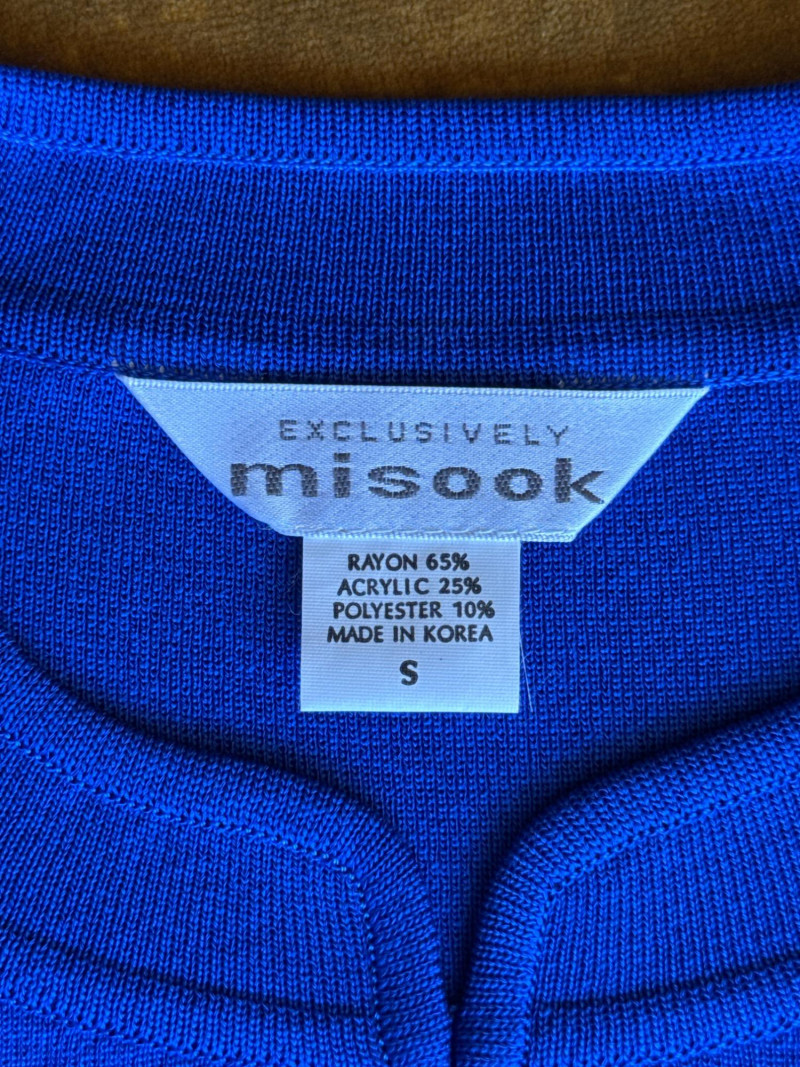 EXCLUSIVELY
misook
RAYON 65%
ACRYLIC 25%
POLYESTER 10%
MADE IN KOREA
S